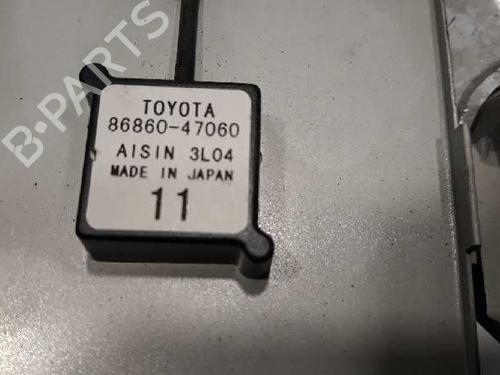 TOYOTA
86860-47060
AISIN 3L04
MADE IN JAPAN
11
B-PARTS